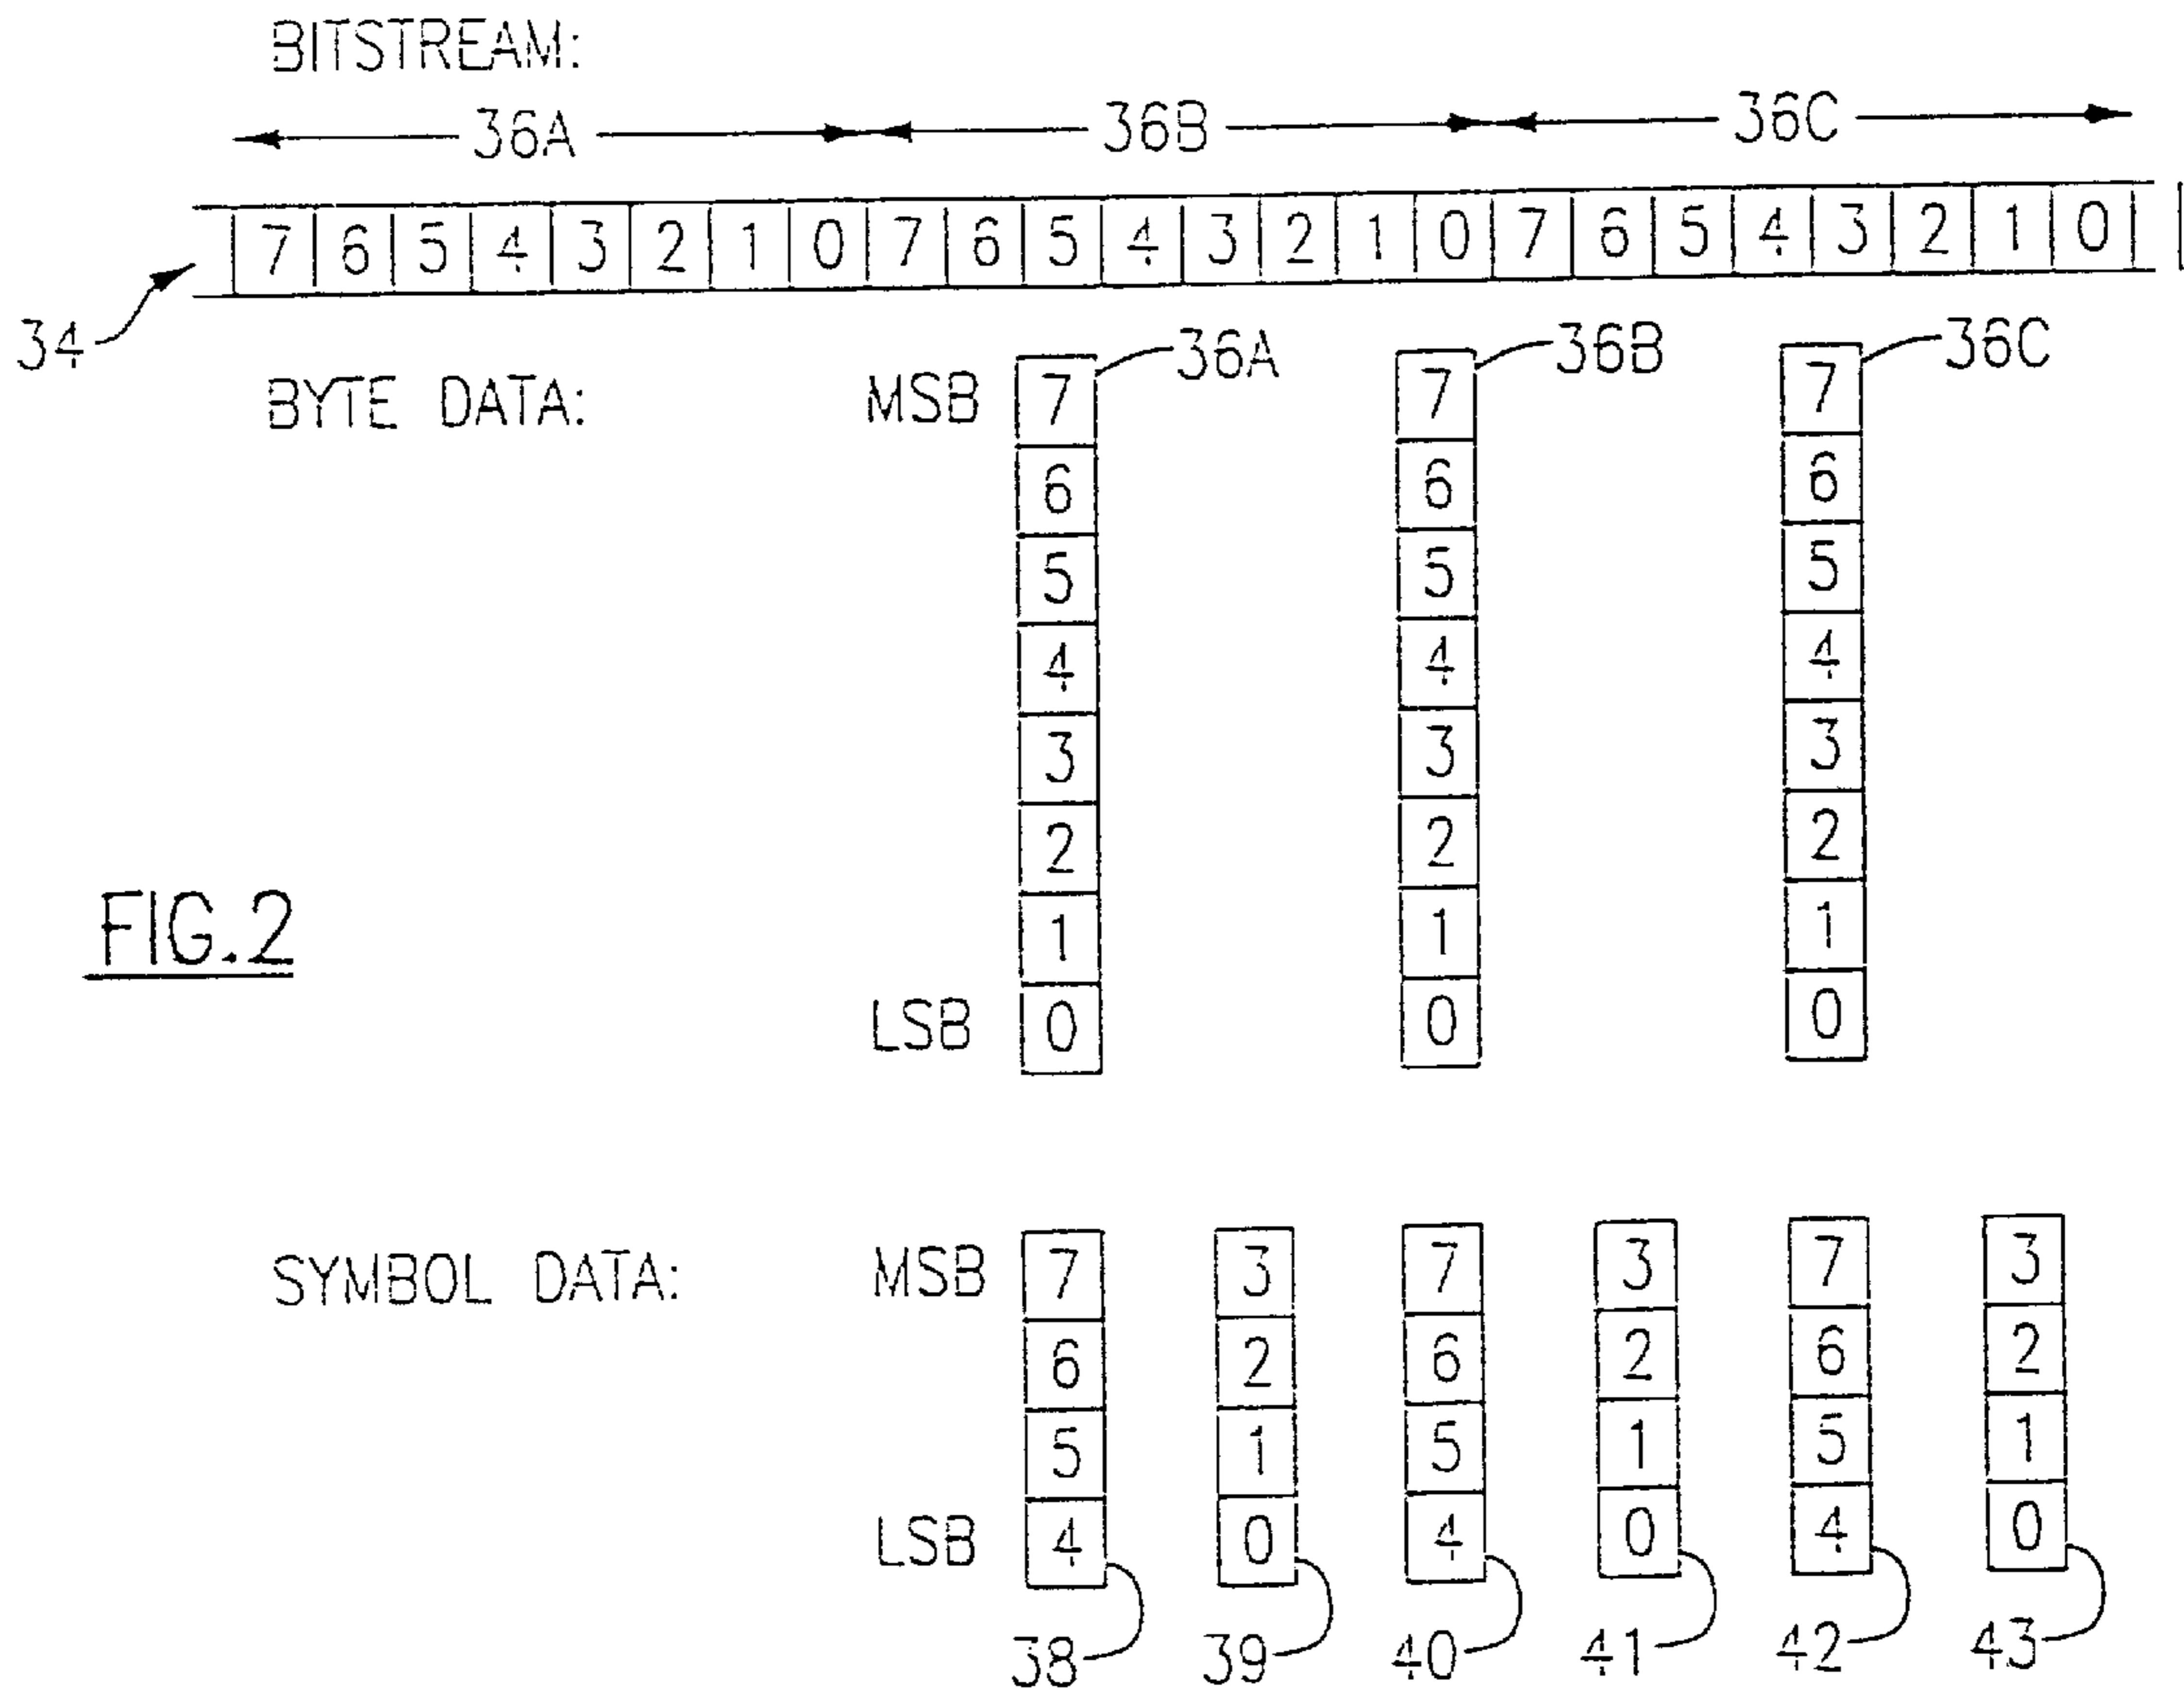 BITSTREAM:
36A 36B 36C
7 6 5 4 3 2 1 0 7 6 5 4 3 2 1 0 7 6 5 4 3 2 1 0
34
36A 36B 36C
BYTE DATA: MSB 7 7 7
6 6 6
5 5 5
4 4 4
3 3 3
2 2 2
FIG.2
1 1 1
LSB 0 0 0
SYMBOL DATA: MSB 7 3 7 3 7 3
6 2 6 2 6 2
5 1 5 1 5 1
LSB 4 0 4 0 4 0
38 39 40 41 42 43